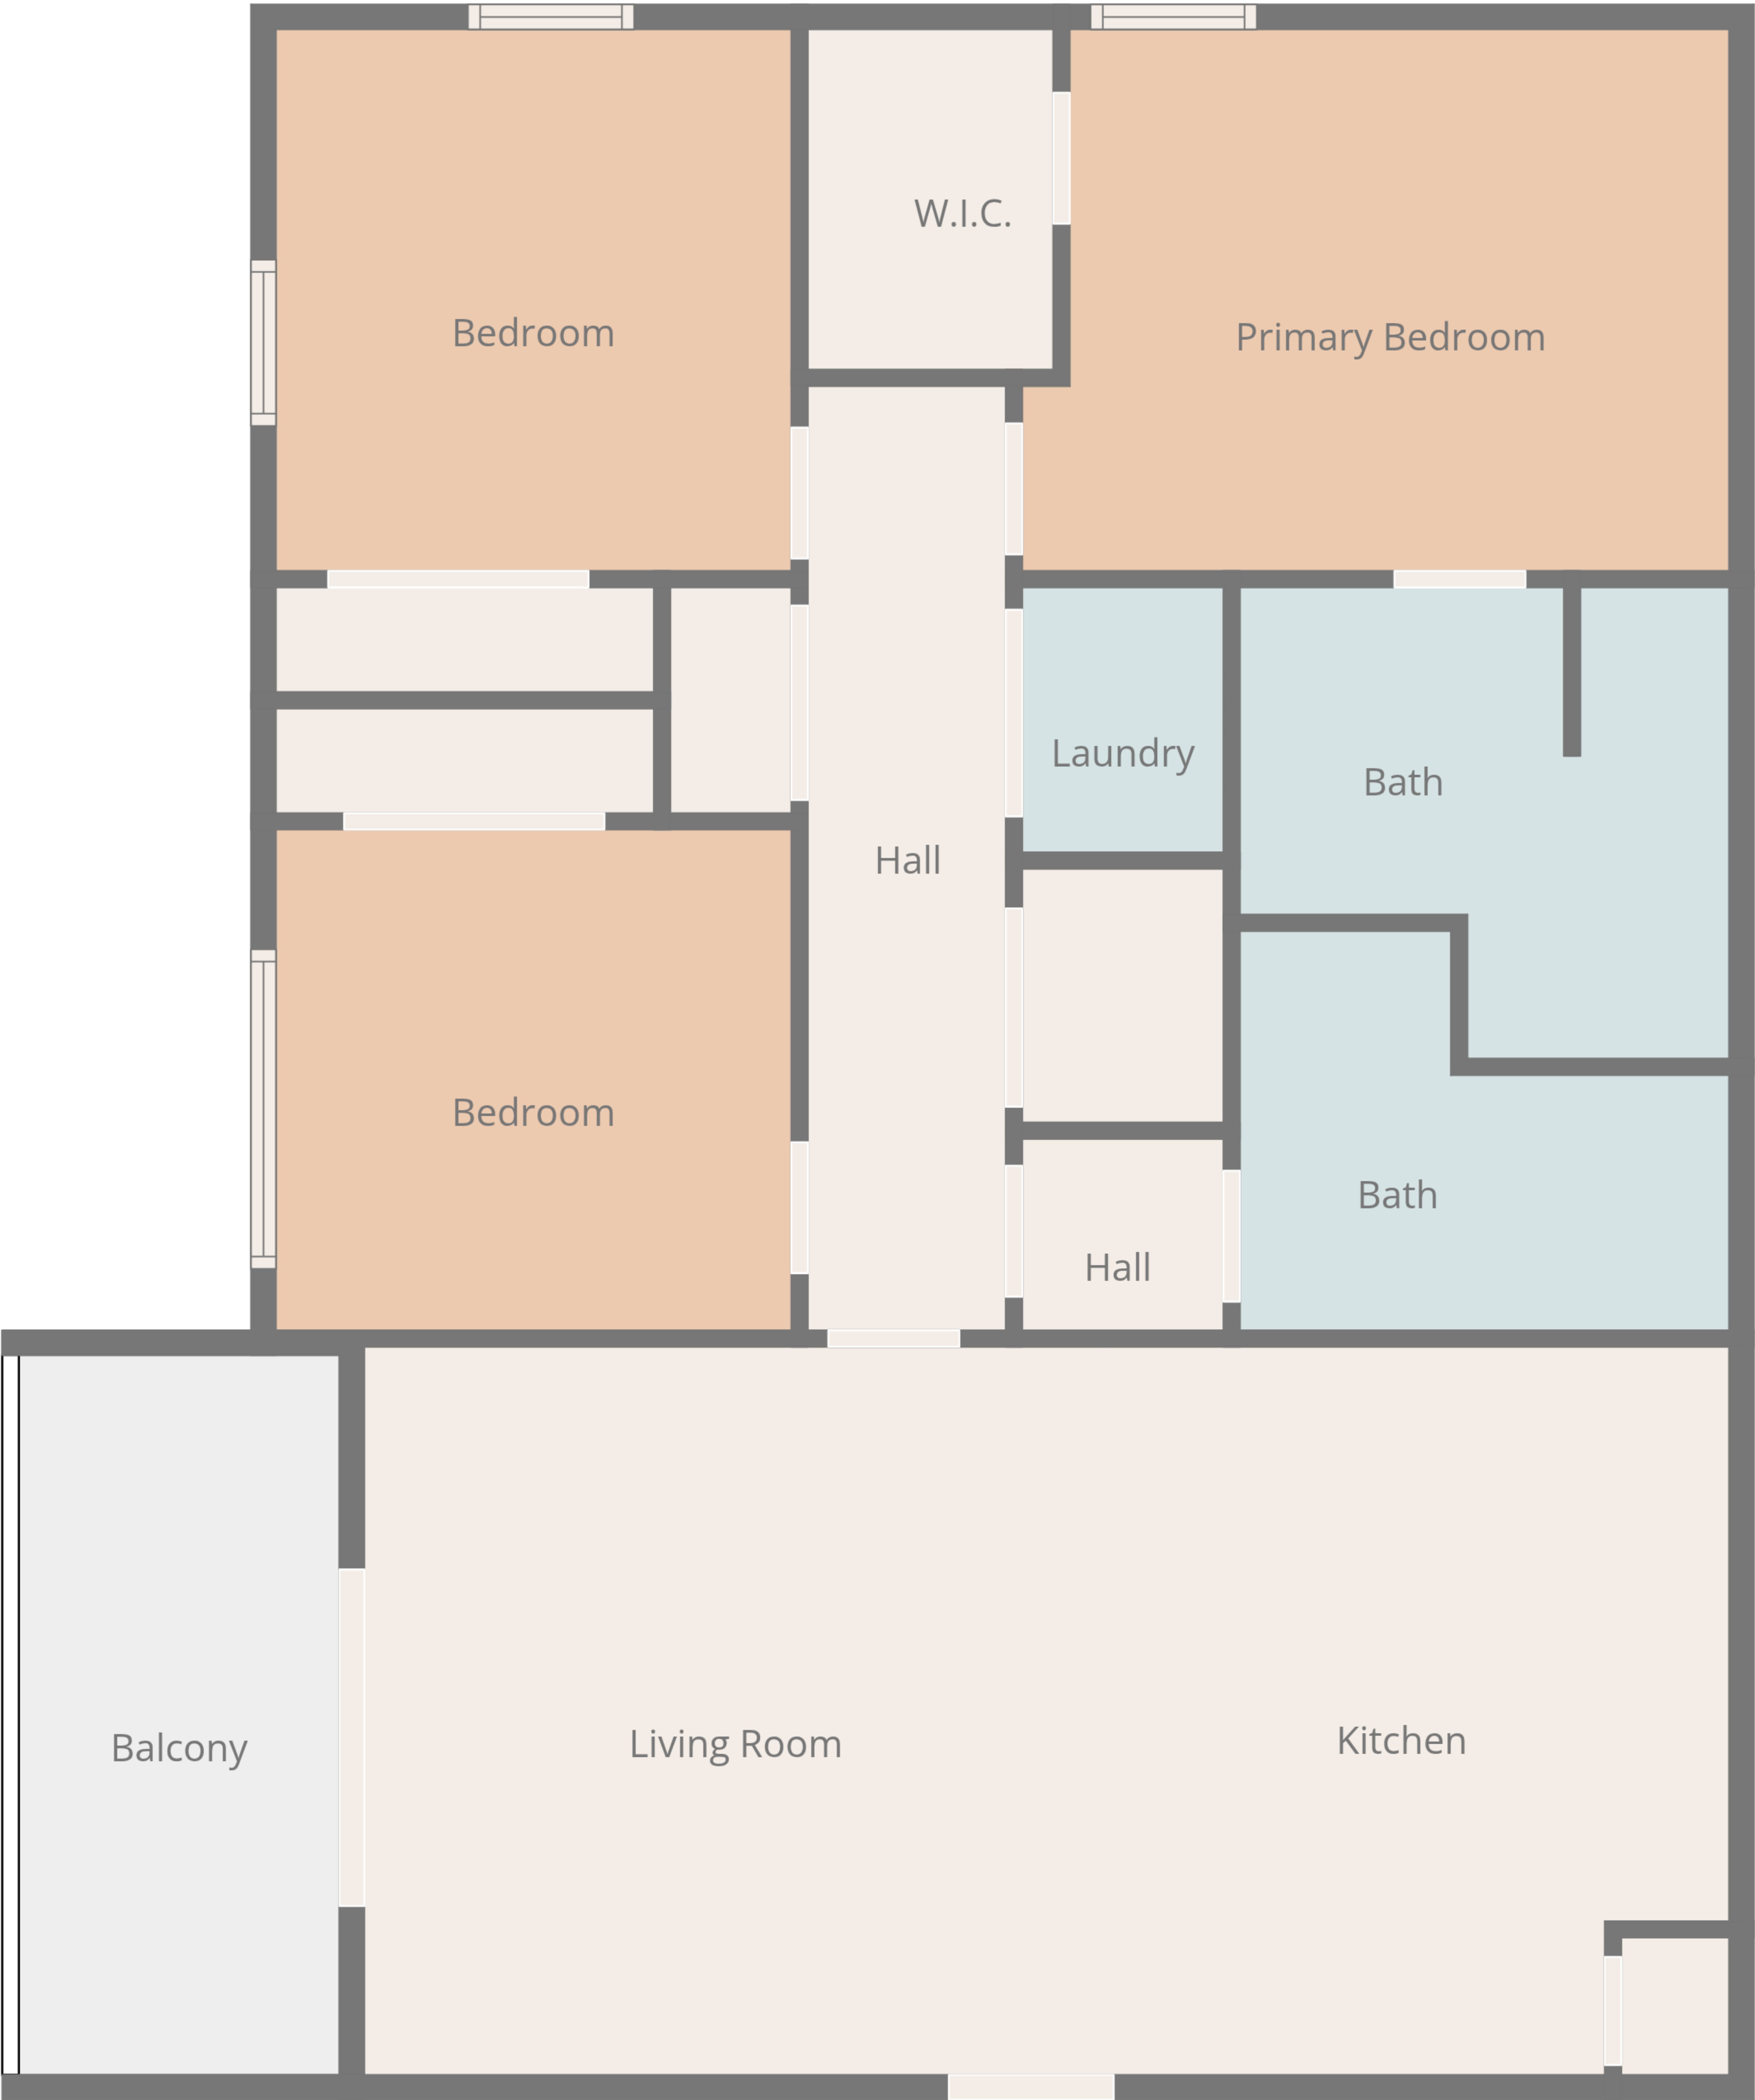 W.I.C.
Bedroom
Primary Bedroom
Laundry
Bath
Hall
Bedroom
Bath
Hall
Balcony
Living Room
Kitchen